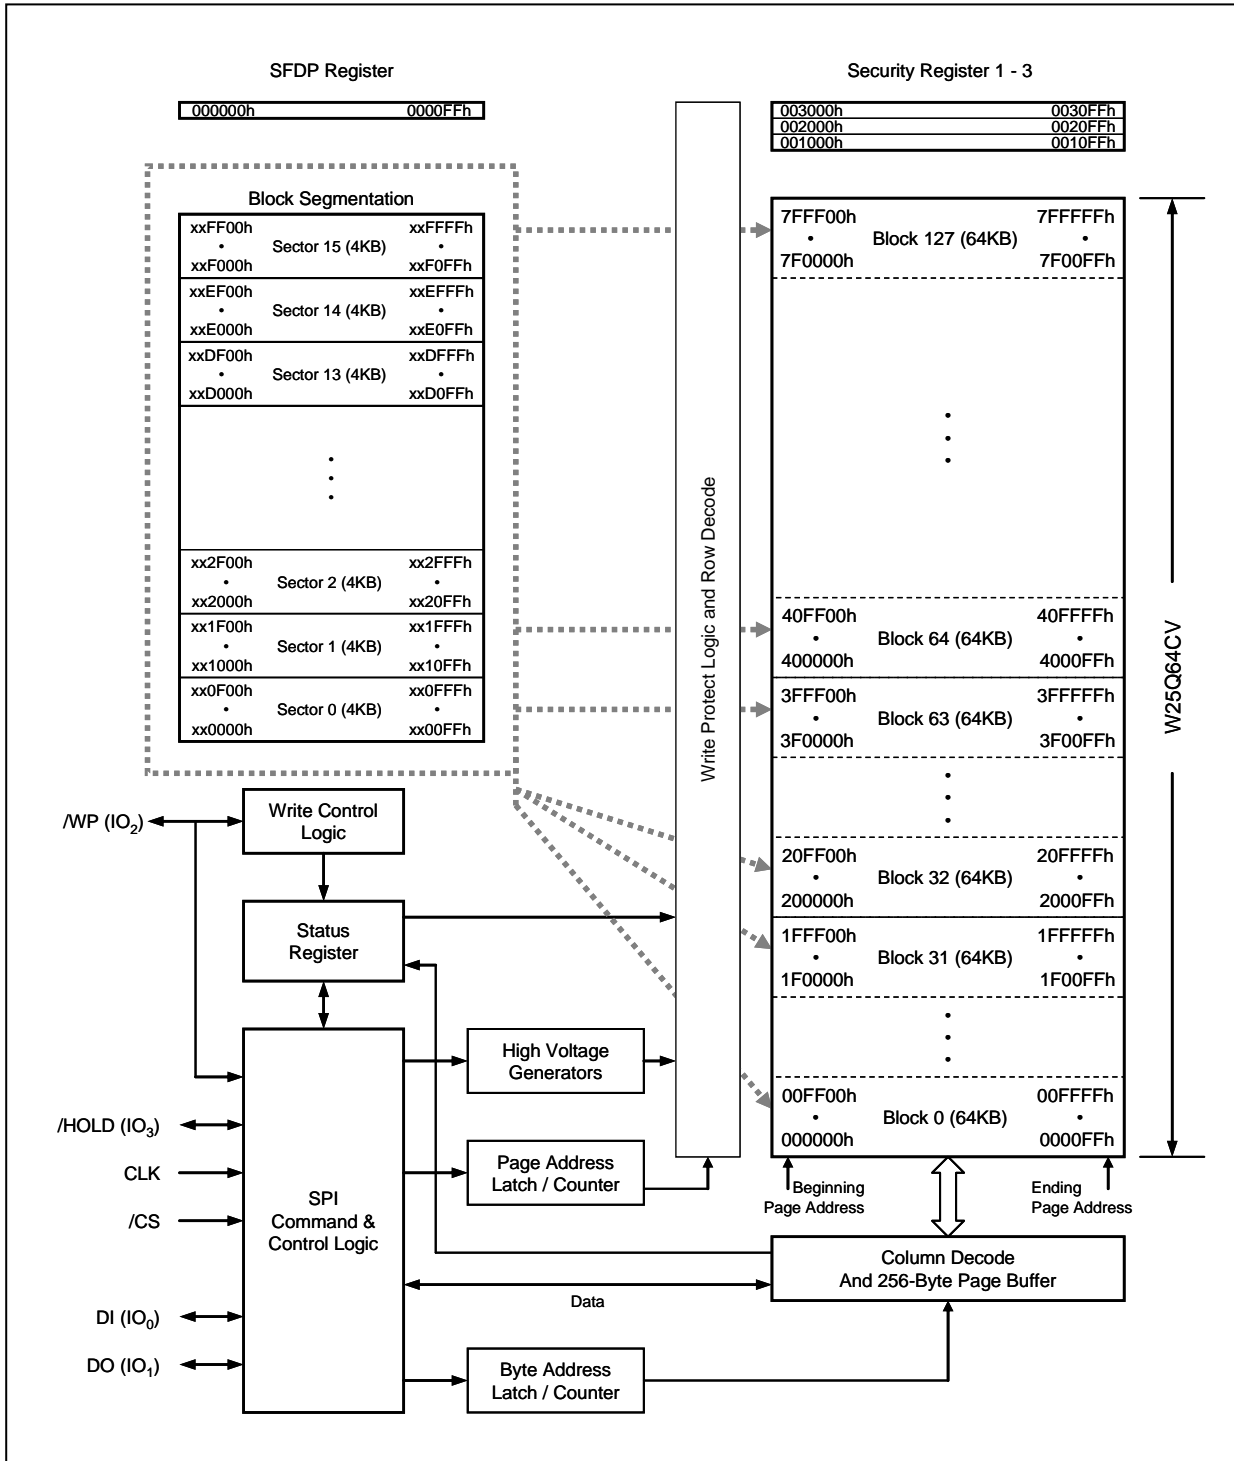 SFDP Register
000000h 0000FFh
Security Register 1 - 3
003000h 0030FFh
002000h 0020FFh
001000h 0010FFh
Block Segmentation
xxFF00h xxFFFFh
• Sector 15 (4KB) •
xxF000h xxF0FFh
xxEF00h xxEFFFh
• Sector 14 (4KB) •
xxE000h xxE0FFh
xxDF00h xxDFFFh
• Sector 13 (4KB) •
xxD000h xxD0FFh
xx2F00h xx2FFFh
• Sector 2 (4KB) •
xx2000h xx20FFh
xx1F00h xx1FFFh
• Sector 1 (4KB) •
xx1000h xx10FFh
xx0F00h xx0FFFh
• Sector 0 (4KB) •
xx0000h xx00FFh
Write Protect Logic and Row Decode
7FFF00h 7FFFFFh
• Block 127 (64KB) •
7F0000h 7F00FFh
40FF00h 40FFFFh
• Block 64 (64KB) •
400000h 4000FFh
3FFF00h 3FFFFFh
• Block 63 (64KB) •
3F0000h 3F00FFh
20FF00h 20FFFFh
• Block 32 (64KB) •
200000h 2000FFh
1FFF00h 1FFFFFh
• Block 31 (64KB) •
1F0000h 1F00FFh
00FF00h 00FFFFh
• Block 0 (64KB) •
000000h 0000FFh
W25Q64CV
Beginning
Page Address
Ending
Page Address
/WP (IO2)
Write Control
Logic
Status
Register
High Voltage
Generators
/HOLD (IO3)
CLK
/CS
DI (IO0)
DO (IO1)
SPI
Command &
Control Logic
Page Address
Latch / Counter
Column Decode
And 256-Byte Page Buffer
Data
Byte Address
Latch / Counter